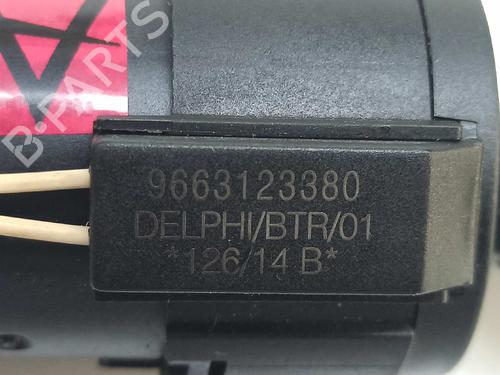 B-PARTS
9663123380
DELPHI/BTR/01
*126/14 B*